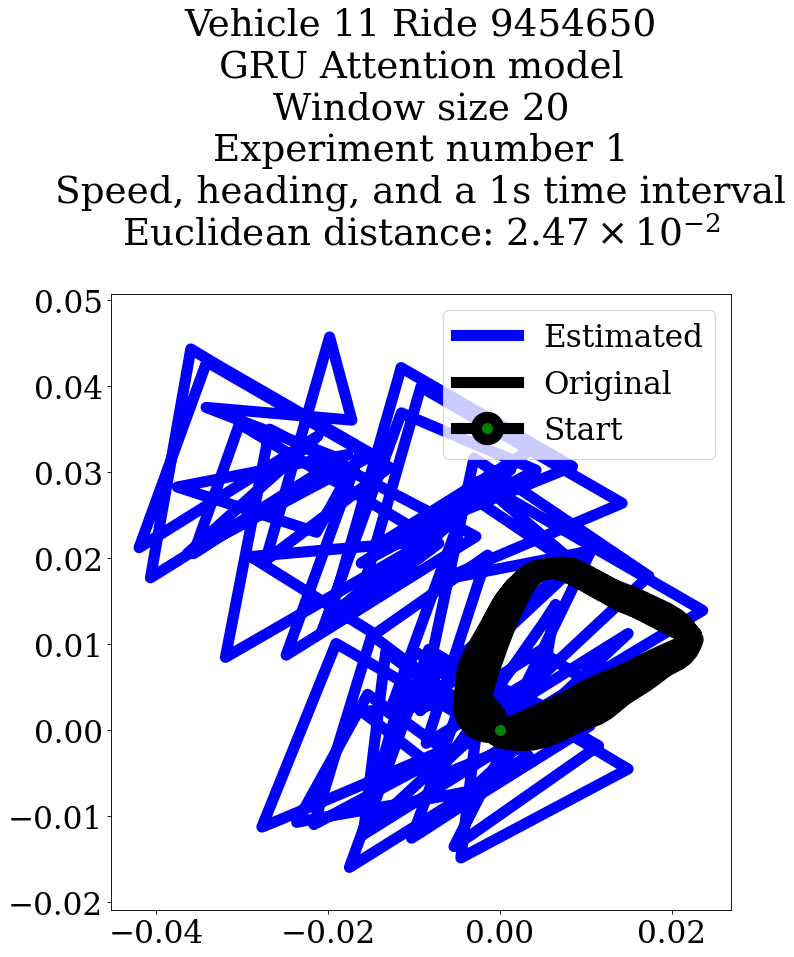 Vehicle 11 Ride 9454650
GRU Attention model
Window size 20
Experiment number 1
Speed, heading, and a 1s time interval
Euclidean distance: 2.47 × 10⁻²
0.05
Estimated
0.04
Original
Start
0.03
0.02
0.01
0.00
−0.01
−0.02
−0.04 −0.02 0.00 0.02